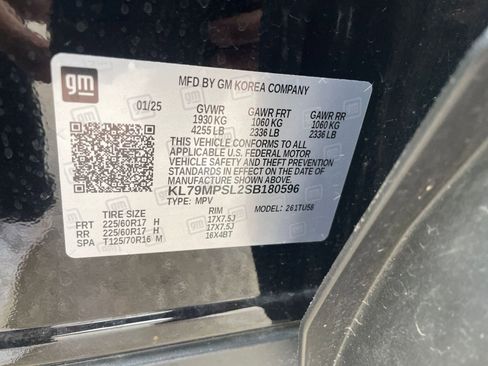 gm
MFD BY GM KOREA COMPANY
01/25 GVWR GAWR FRT GAWR RR
1930 KG 1060 KG 1060 KG
4255 LB 2336 LB 2336 LB
THIS VEHICLE CONFORMS TO ALL
APPLICABLE U.S. FEDERAL MOTOR
VEHICLE SAFETY AND THEFT PREVENTION
STANDARDS IN EFFECT ON THE DATE OF
MANUFACTURE SHOWN ABOVE.
KL79MPSL2SB180596
TYPE: MPV MODEL: 261TU56
TIRE SIZE RIM
FRT 225/60R17 H 17X7.5J
RR 225/60R17 H 17X7.5J
SPA T125/70R16 M 16X4BT